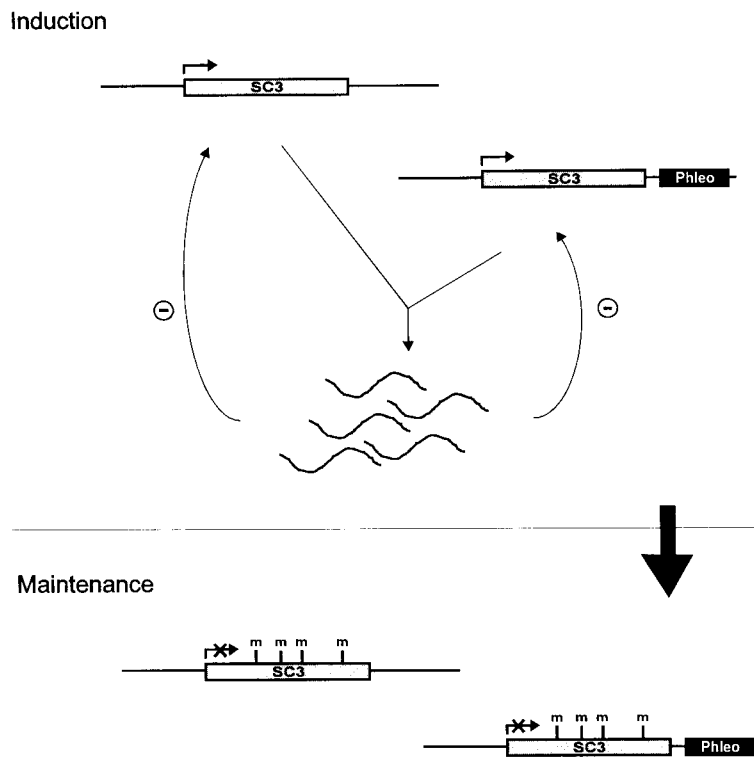 Induction
SC3
SC3 Phleo
Maintenance
m m m m
SC3
m m m m
SC3 Phleo